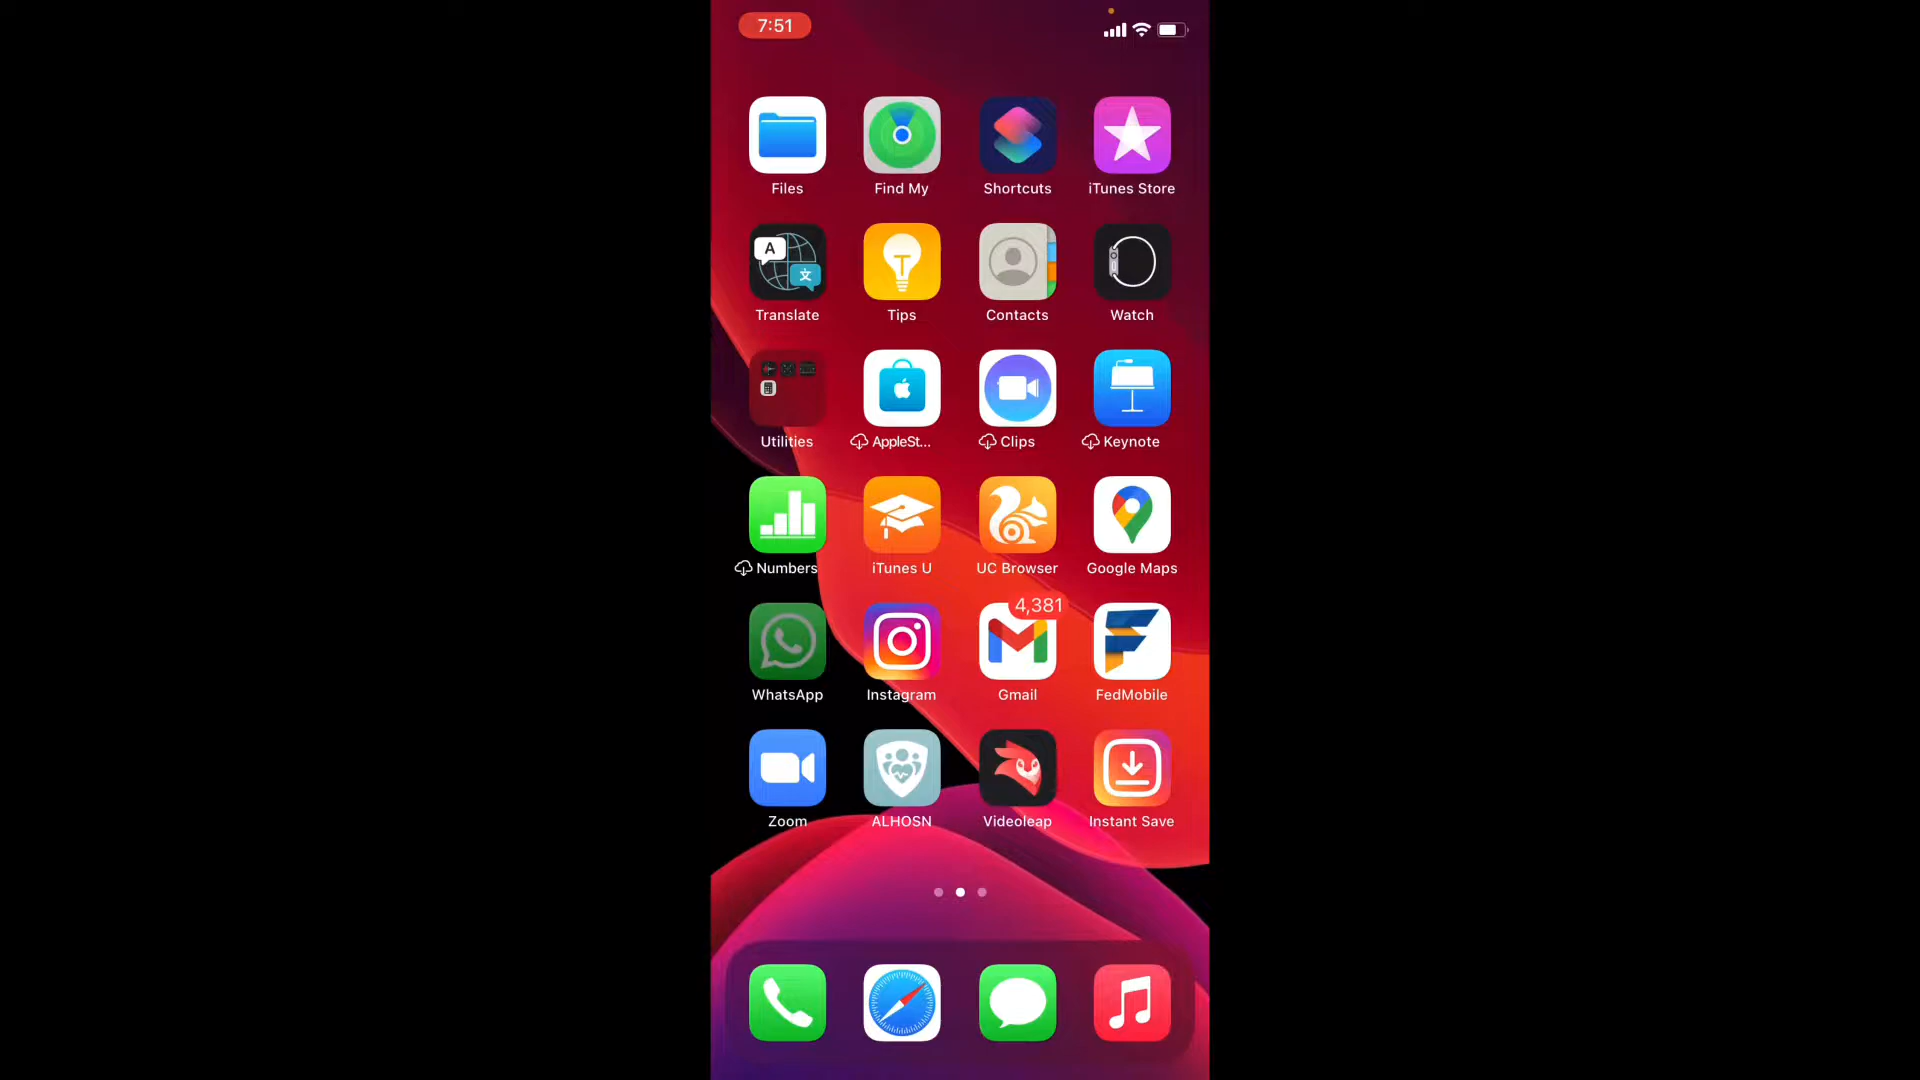 7:51
Files
Find My
Shortcuts
iTunes Store
A
文
Translate
Tips
Contacts
Watch
Utilities
AppleSt...
Clips
Keynote
Numbers
iTunes U
UC Browser
Google Maps
4,381
WhatsApp
Instagram
Gmail
FedMobile
Zoom
ALHOSN
Videoleap
Instant Save